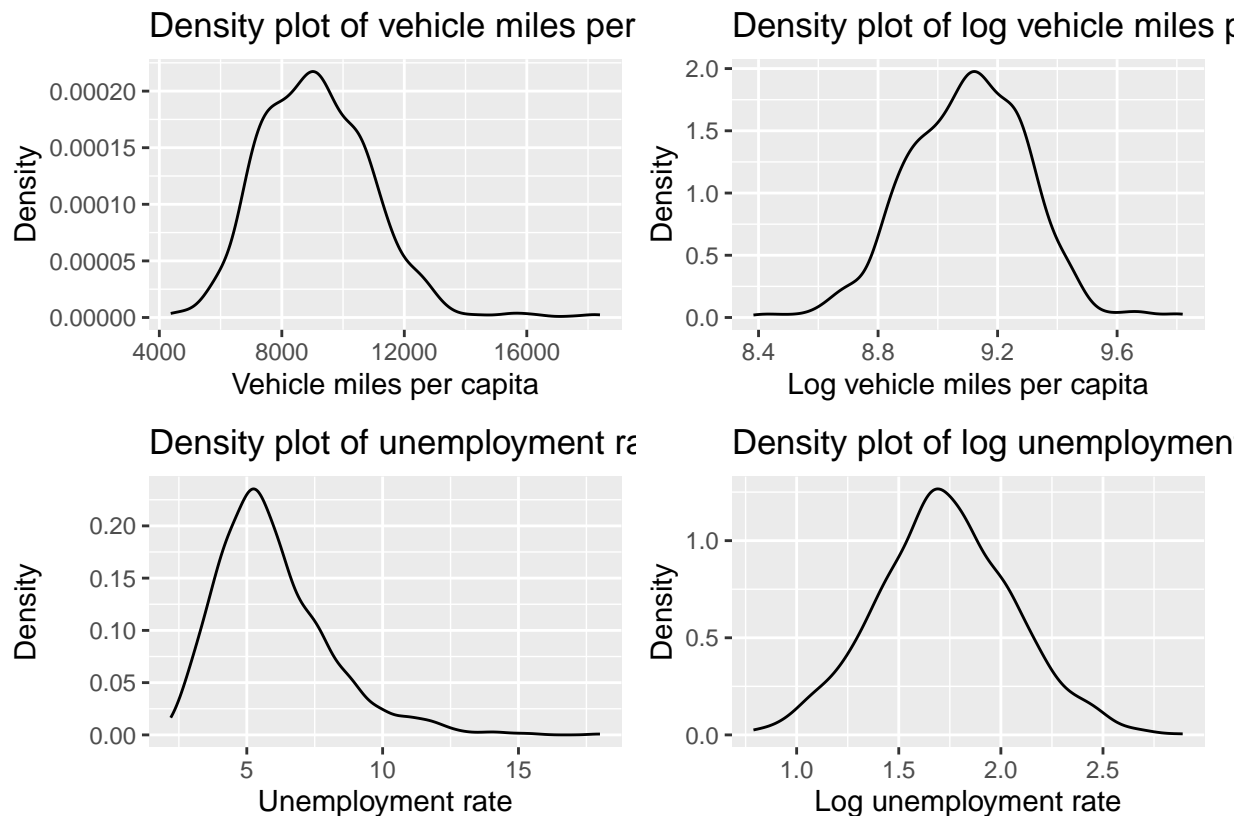 Density plot of vehicle miles per
0.00020
0.00015
0.00010
0.00005
0.00000
Density
4000 8000 12000 16000
Vehicle miles per capita
Density plot of log vehicle miles p
2.0
1.5
1.0
0.5
0.0
Density
8.4 8.8 9.2 9.6
Log vehicle miles per capita
Density plot of unemployment ra
0.20
0.15
0.10
0.05
0.00
Density
5 10 15
Unemployment rate
Density plot of log unemployment
1.0
0.5
0.0
Density
1.0 1.5 2.0 2.5
Log unemployment rate